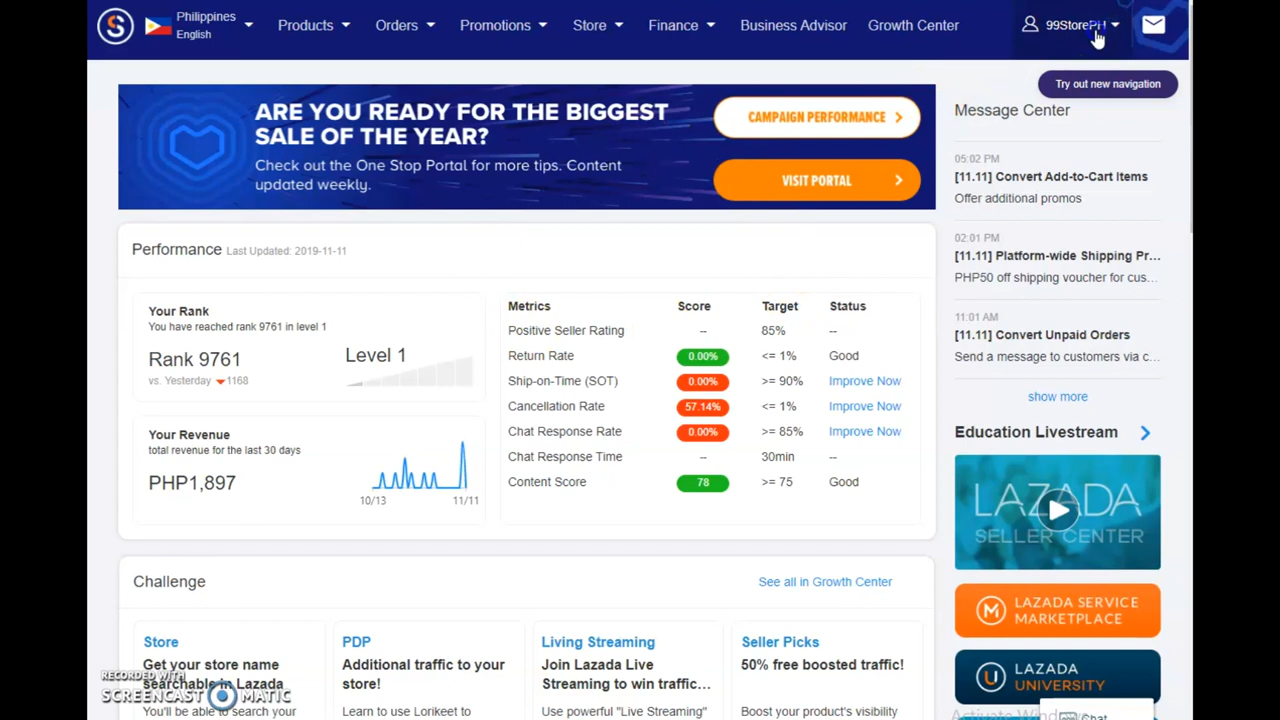 Philippines
English
Products
Orders
Promotions
Store
Finance
Business Advisor
Growth Center
99StorePH
Try out new navigation
ARE YOU READY FOR THE BIGGEST
SALE OF THE YEAR?
Check out the One Stop Portal for more tips. Content
updated weekly.
CAMPAIGN PERFORMANCE
VISIT PORTAL
Message Center
05:02 PM
[11.11] Convert Add-to-Cart Items
Offer additional promos
02:01 PM
[11.11] Platform-wide Shipping Pr...
PHP50 off shipping voucher for cus...
11:01 AM
[11.11] Convert Unpaid Orders
Send a message to customers via c...
show more
Performance Last Updated: 2019-11-11
Your Rank
You have reached rank 9761 in level 1
Rank 9761
Level 1
vs. Yesterday 1168
Your Revenue
total revenue for the last 30 days
PHP1,897
10/13 11/11
Metrics Score Target Status
Positive Seller Rating -- 85% --
Return Rate 0.00% <= 1% Good
Ship-on-Time (SOT) 0.00% >= 90% Improve Now
Cancellation Rate 57.14% <= 1% Improve Now
Chat Response Rate 0.00% >= 85% Improve Now
Chat Response Time -- 30min --
Content Score 78 >= 75 Good
Education Livestream
LAZADA
SELLER CENTER
LAZADA SERVICE
MARKETPLACE
LAZADA
UNIVERSITY
Challenge
See all in Growth Center
Store
Get your store name
searchable in Lazada
You'll be able to search your
PDP
Additional traffic to your
store!
Learn to use Lorikeet to
Living Streaming
Join Lazada Live
Streaming to win traffic...
Use powerful "Live Streaming"
Seller Picks
50% free boosted traffic!
Boost your product's visibility
RECORDED WITH
SCREENCAST MATIC
Chat